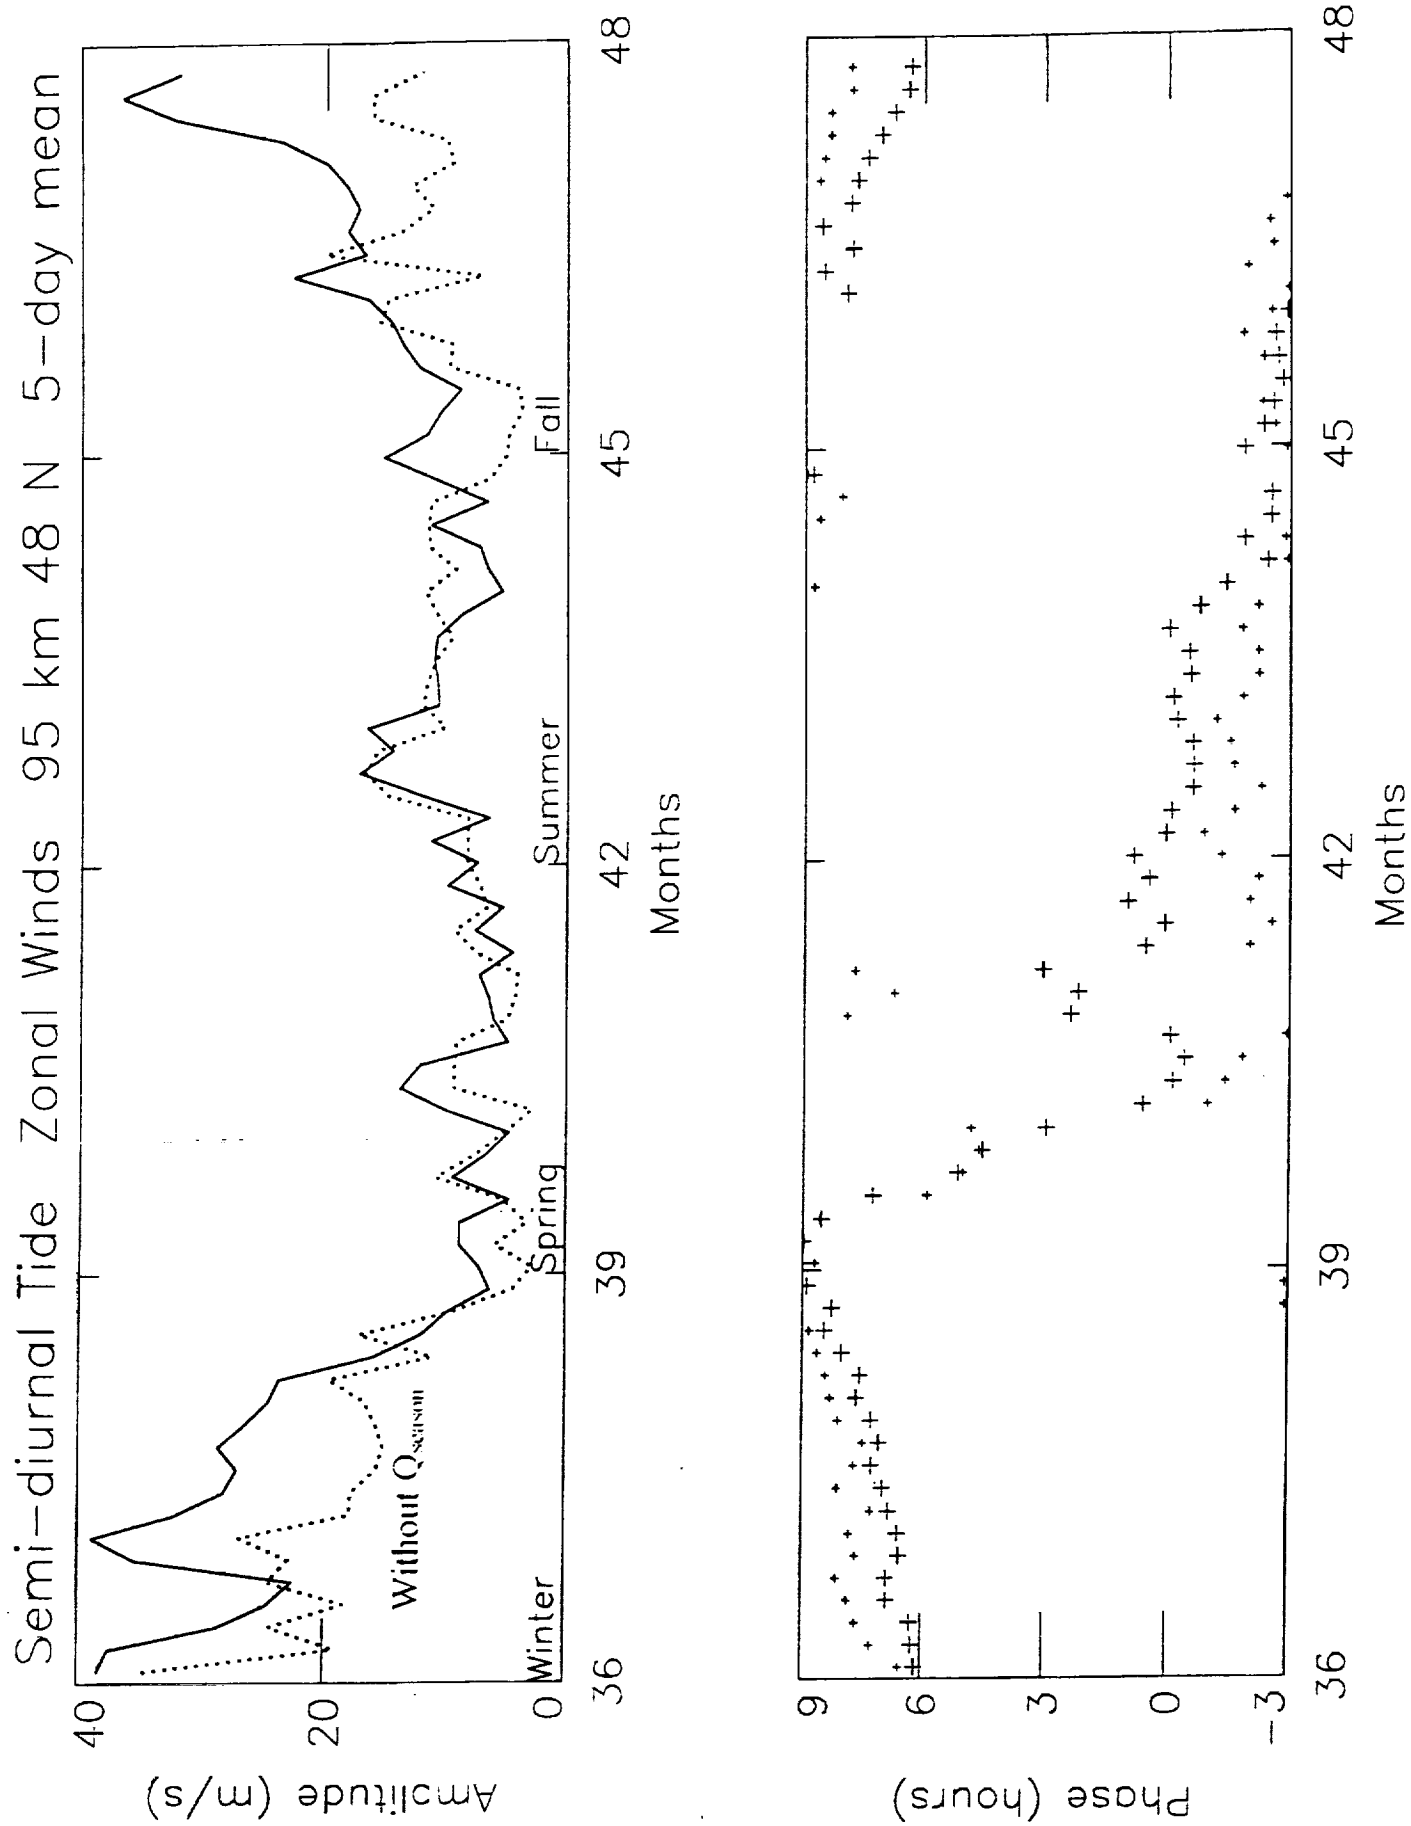 Semi-diurnal Tide Zonal Winds 95 km 48 N 5-day mean
Amplitude (m/s)
40
20
0
Without Qseason
Winter
Spring
Summer
Fall
36
39
42
45
48
Months
Phase (hours)
9
6
3
0
-3
36
39
42
45
48
Months